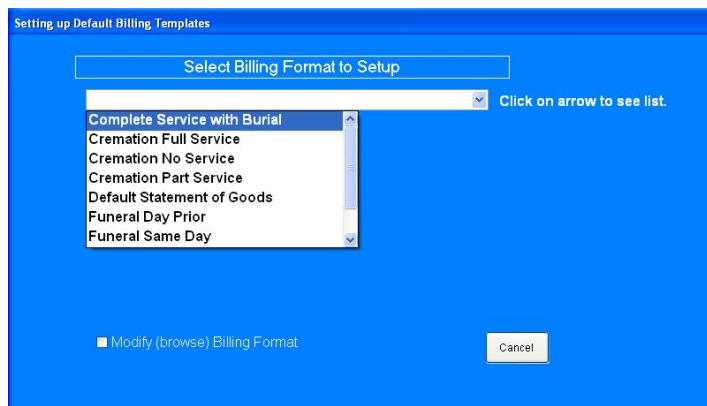 Setting up Default Billing Templates
Select Billing Format to Setup
Click on arrow to see list.
Complete Service with Burial
Cremation Full Service
Cremation No Service
Cremation Part Service
Default Statement of Goods
Funeral Day Prior
Funeral Same Day
Modify (browse) Billing Format
Cancel